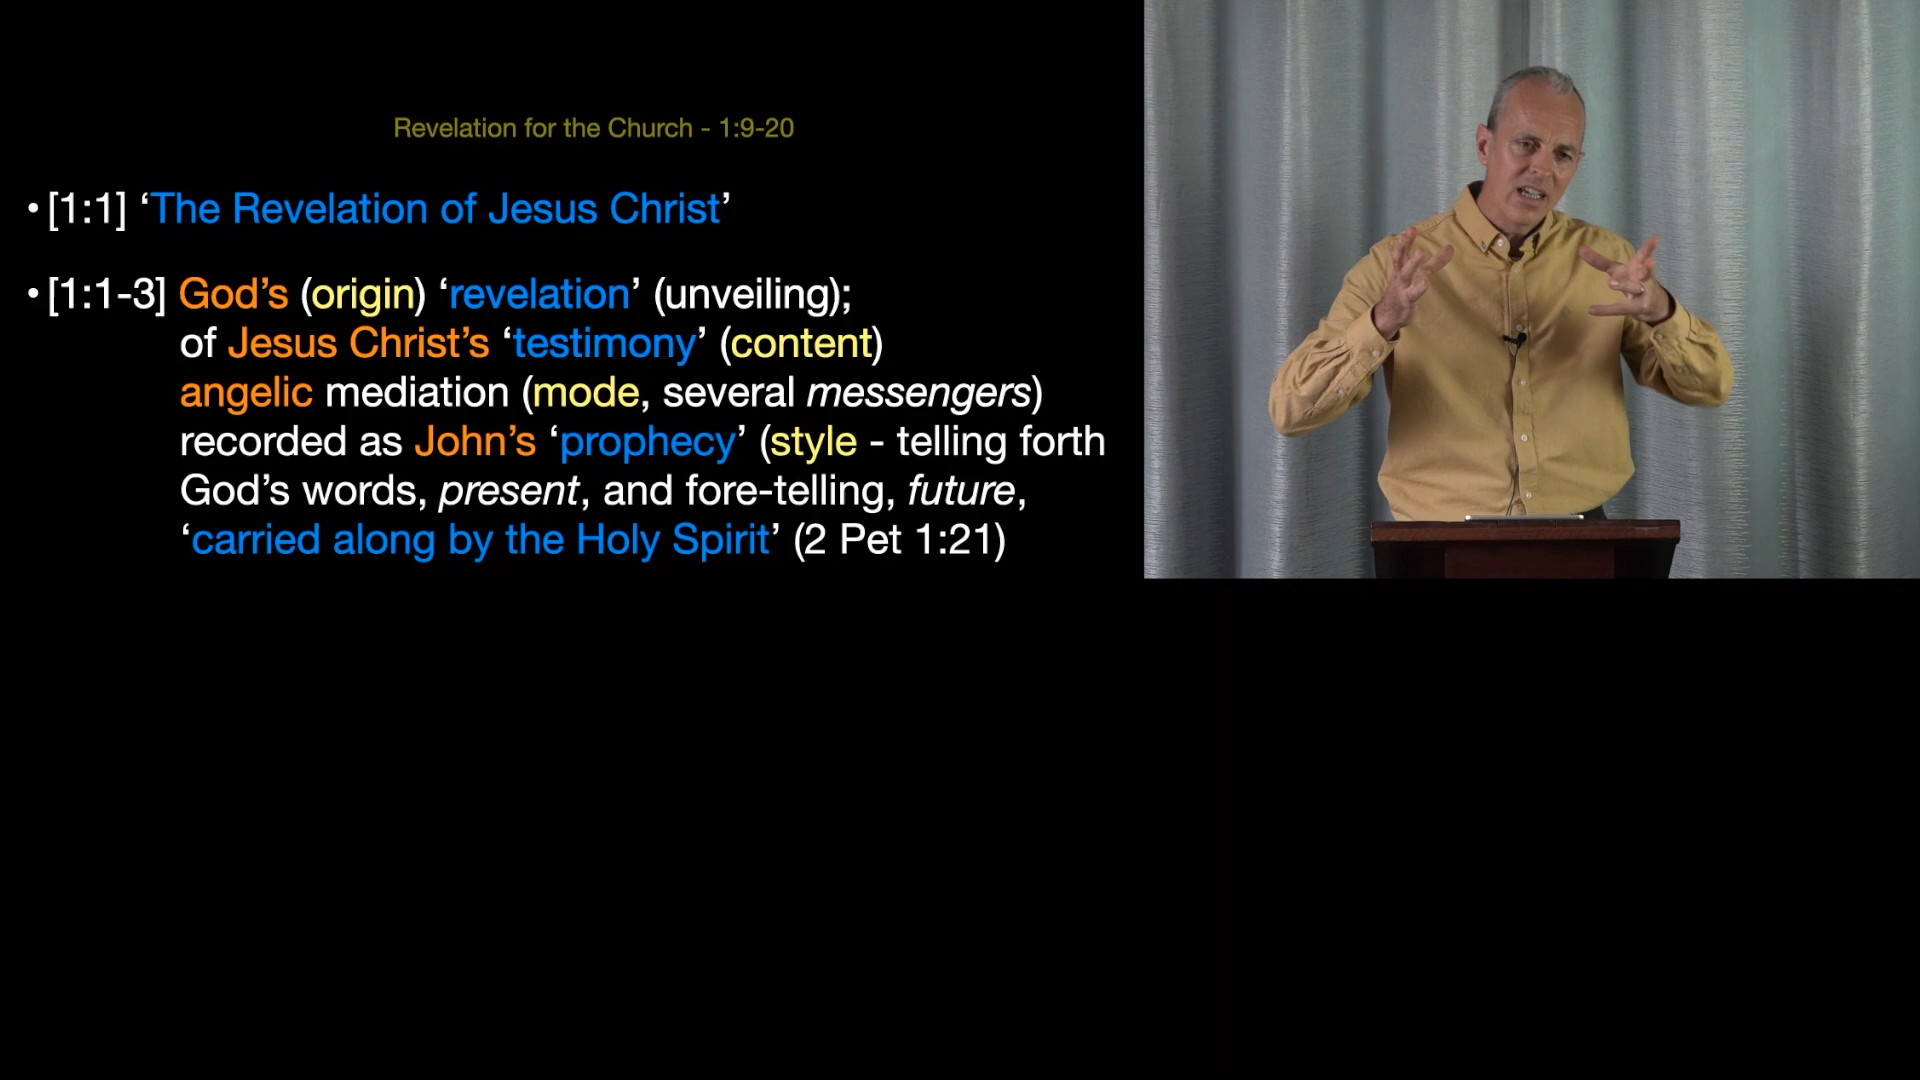 Revelation for the Church - 1:9-20
• [1:1] ‘The Revelation of Jesus Christ’
• [1:1-3] God’s (origin) ‘revelation’ (unveiling);
of Jesus Christ’s ‘testimony’ (content)
angelic mediation (mode, several messengers)
recorded as John’s ‘prophecy’ (style - telling forth
God’s words, present, and fore-telling, future,
‘carried along by the Holy Spirit’ (2 Pet 1:21)